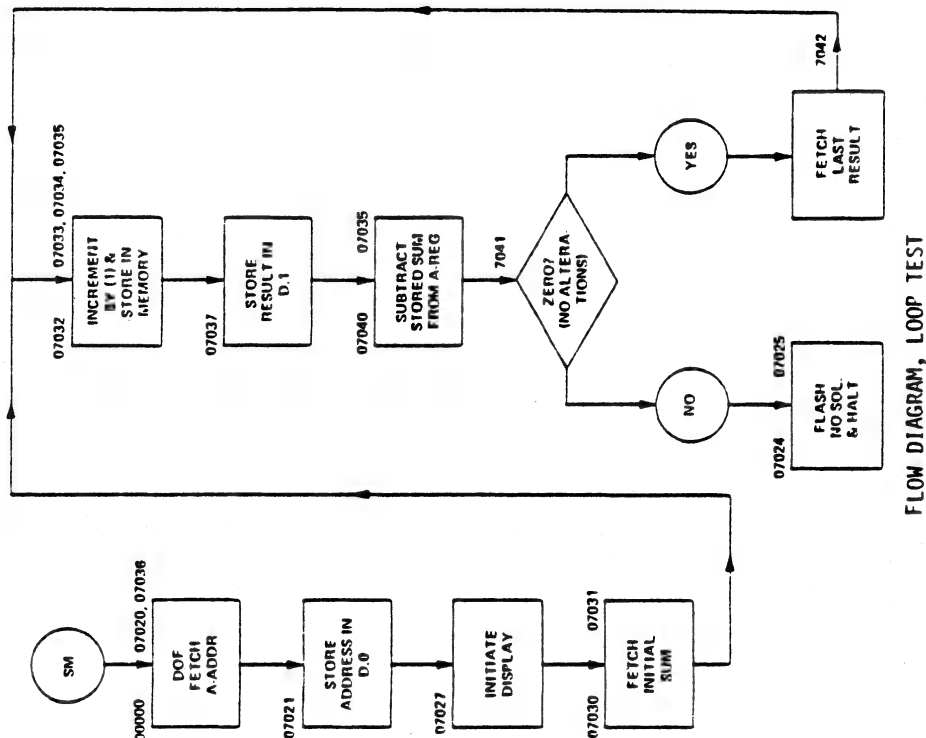 SM
00000
07020, 07036
DOF
FETCH
A-ADDR
07021
STORE
ADDRESS IN
D.0
07027
INITIATE
DISPLAY
07030
07031
FETCH
INITIAL
SUM
07032
07033, 07034, 07035
INCREMENT
BY (1) &
STORE IN
MEMORY
07037
STORE
RESULT IN
D.1
07040
07035
SUBTRACT
STORED SUM
FROM A-REG
7041
ZERO?
(NO ALTERA-
TIONS)
NO
YES
07024
07025
FLASH
NO SOL.
& HALT
FETCH
LAST
RESULT
7042
FLOW DIAGRAM, LOOP TEST